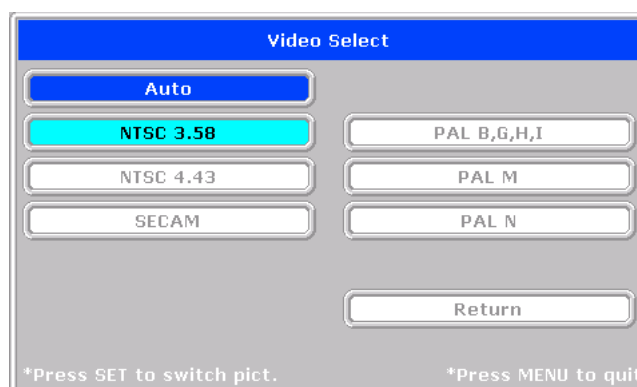 Video Select
Auto
NTSC 3.58
PAL B,G,H,I
NTSC 4.43
PAL M
SECAM
PAL N
Return
*Press SET to switch pict.
*Press MENU to quit